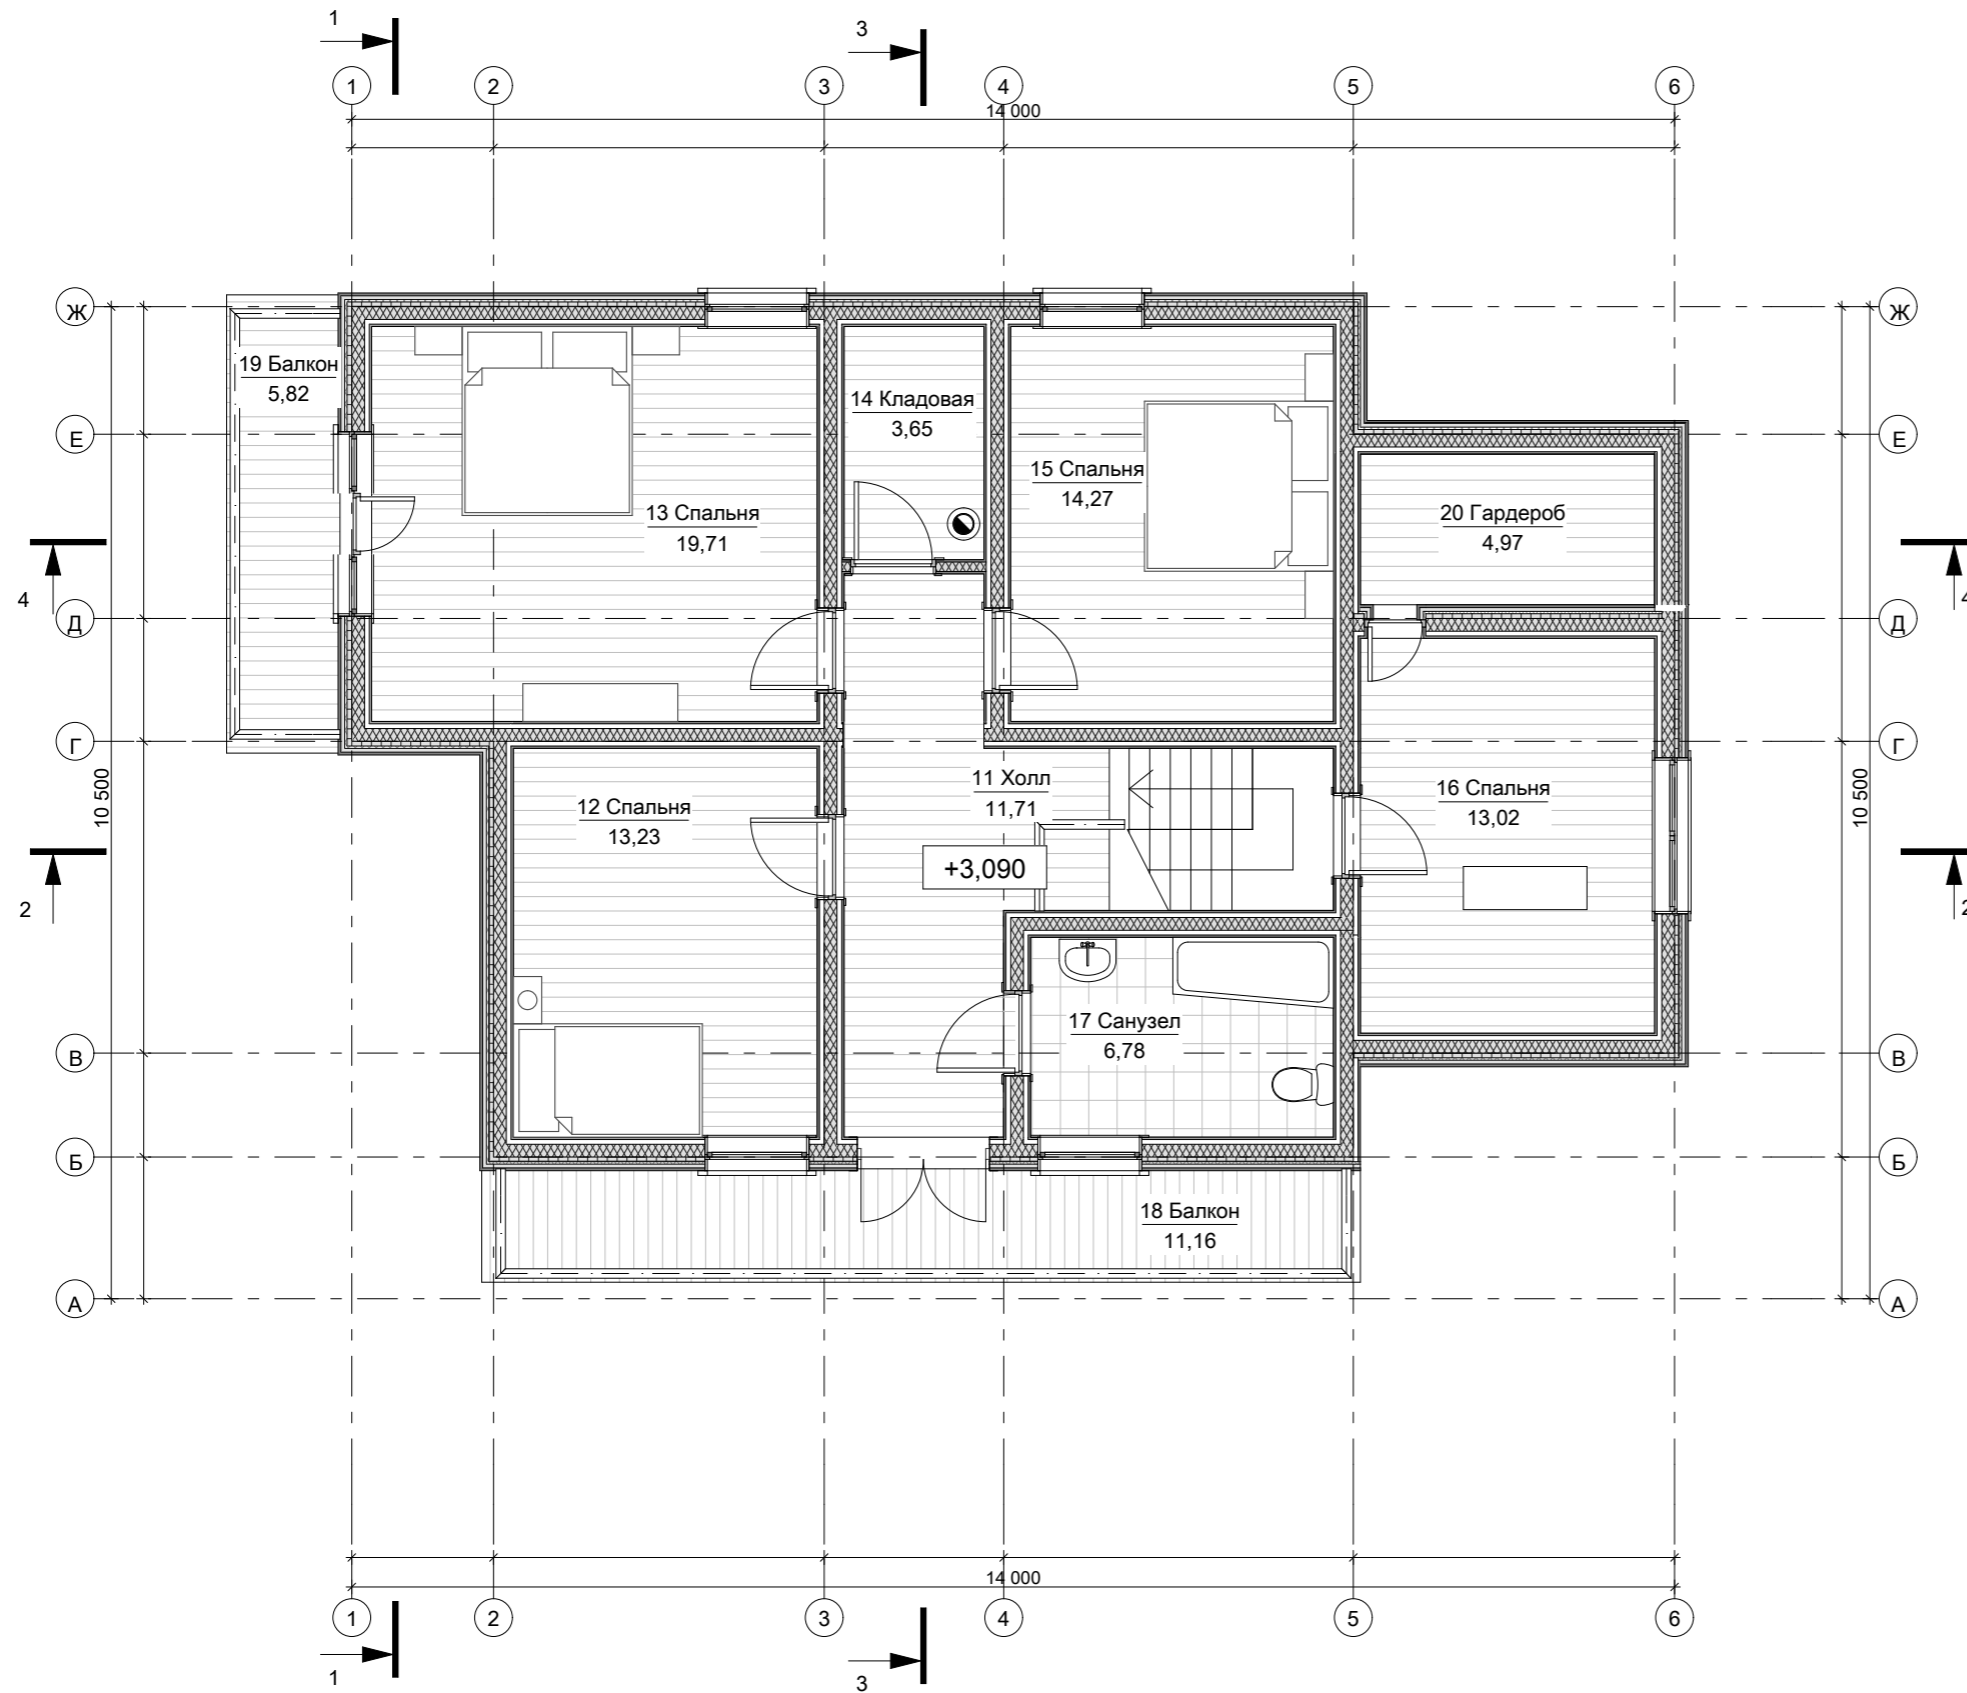 1
3
1
2
3
4
5
6
14 000
Ж
Ж
19 Балкон
5,82
14 Кладовая
3,65
Е
Е
15 Спальня
14,27
13 Спальня
19,71
20 Гардероб
4,97
4
4
Д
Д
Г
Г
10 500
10 500
11 Холл
11,71
12 Спальня
13,23
16 Спальня
13,02
+3,090
2
2
17 Санузел
6,78
В
В
Б
Б
18 Балкон
11,16
А
А
14 000
1
2
3
4
5
6
1
3